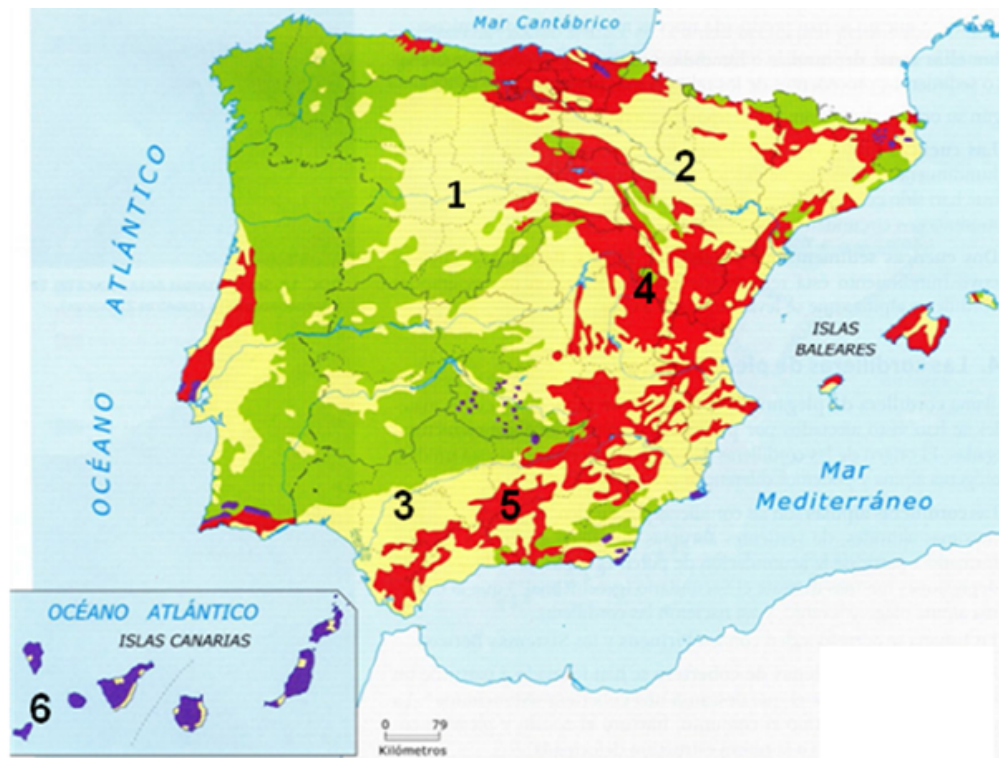 Mar Cantábrico
ATLÁNTICO
OCÉANO
1
2
3
4
5
ISLAS
BALEARES
Mar
Mediterráneo
OCÉANO ATLÁNTICO
ISLAS CANARIAS
6
0 79
Kilómetros